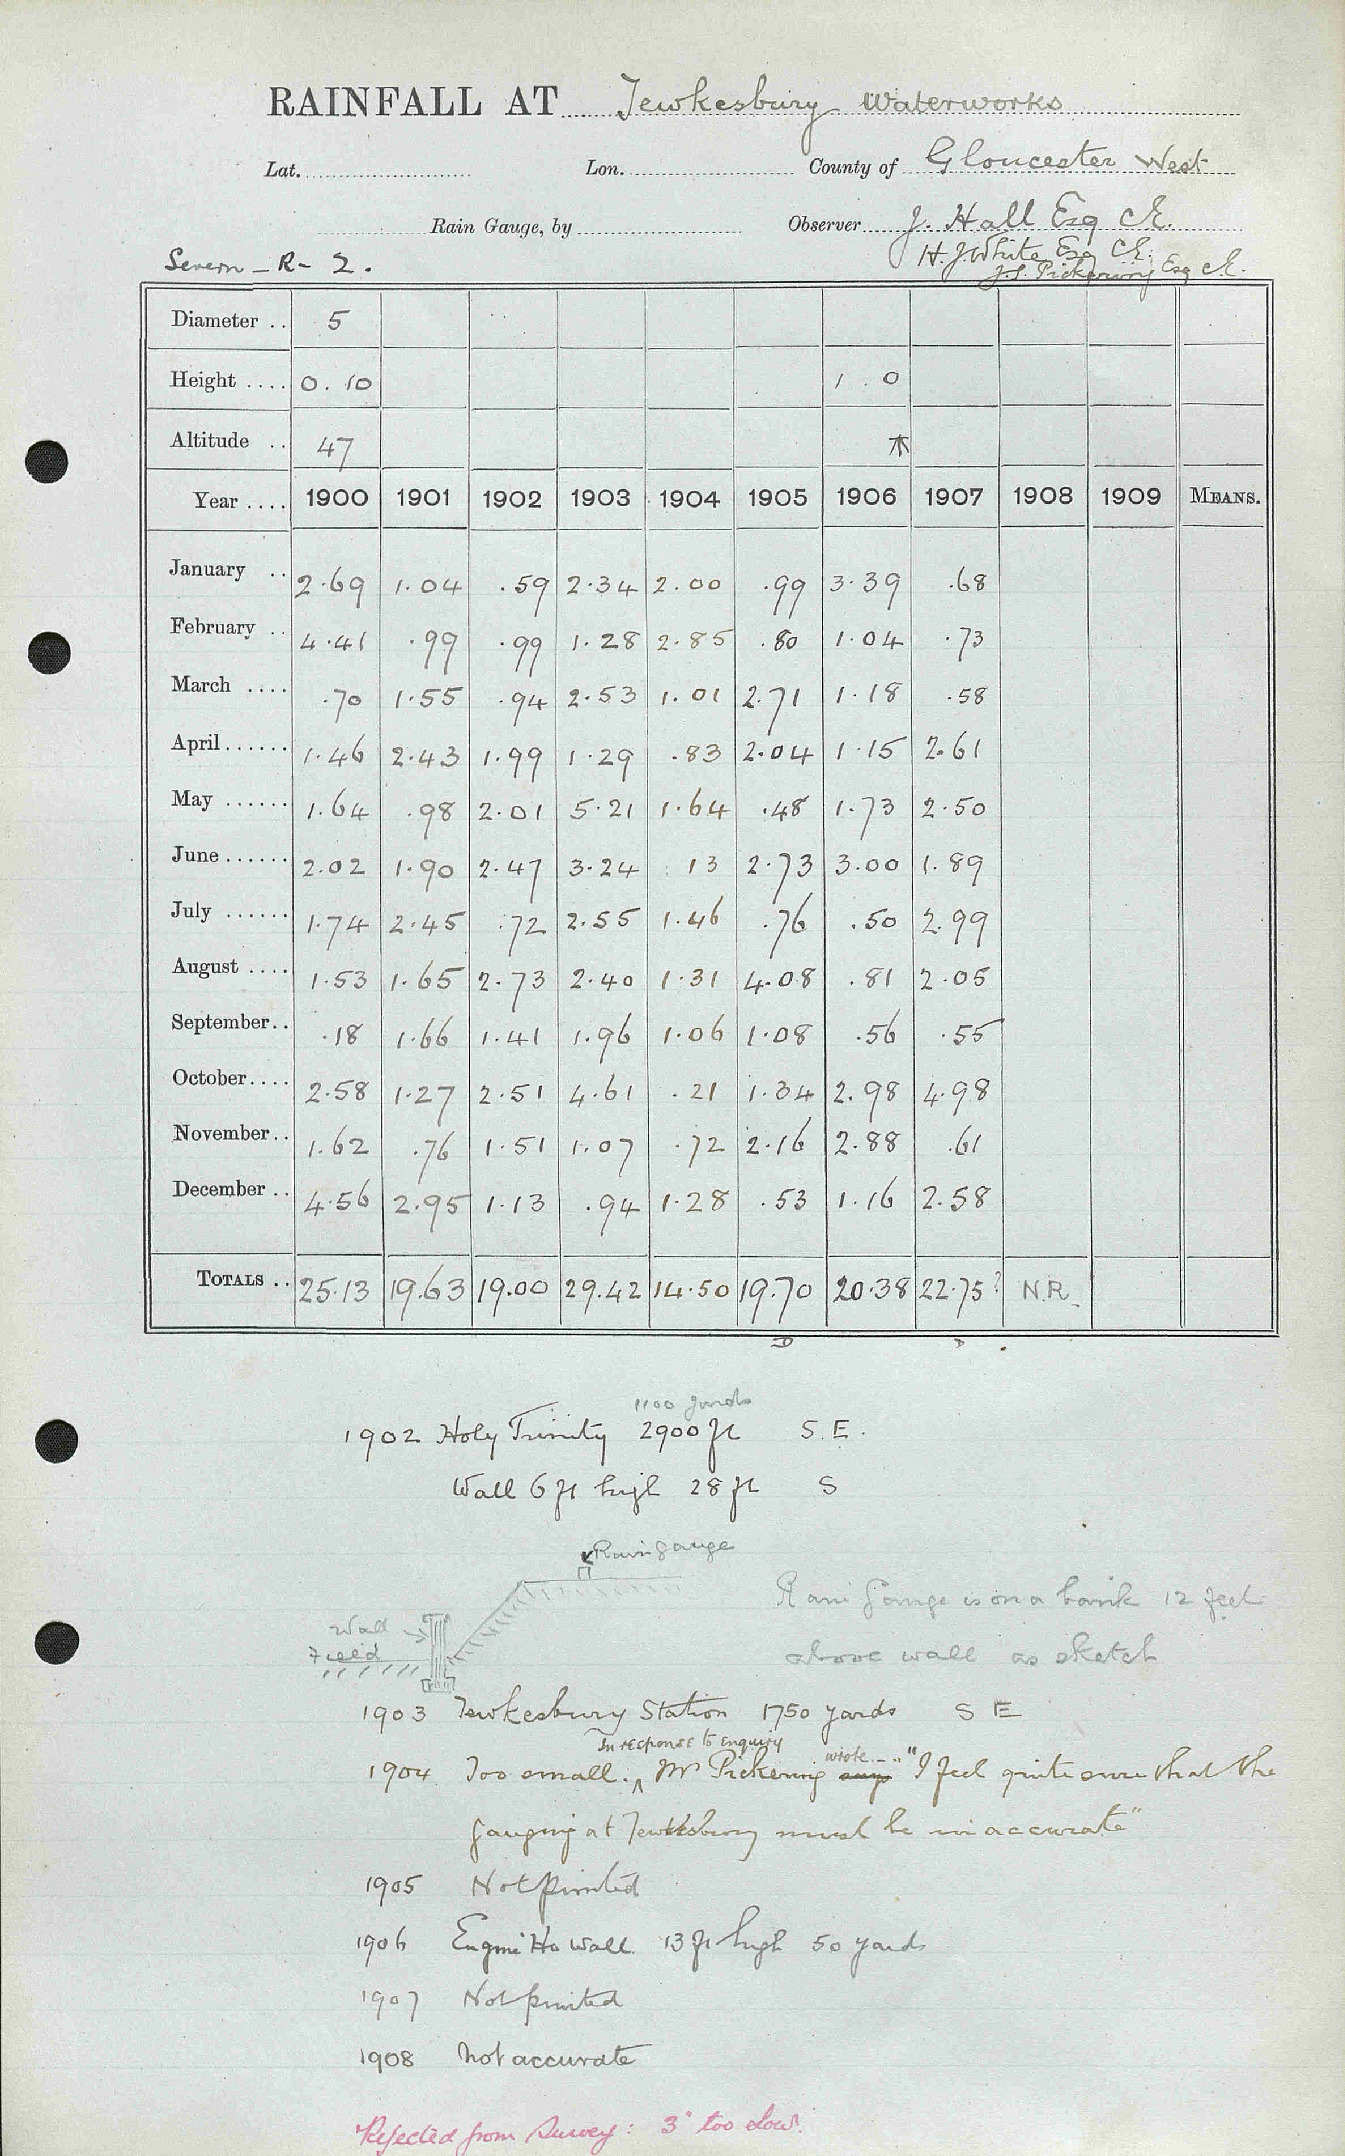 RAINFALL AT Tewkesbury Waterworks
Lat. Lon. County of Gloucester West
Rain Gauge, by Observer J. Hall Esq CE.
Severn - R - 2. H. J White Esq CE.
J. S. Pickering Esq CE.
Diameter .. 5
Height .... 0.10 1.0
Altitude .. 47
Year .... 1900 1901 1902 1903 1904 1905 1906 1907 1908 1909 MEANS.
January .. 2.69 1.04 .59 2.34 2.00 .99 3.39 .68
February .. 4.41 .99 .99 1.28 2.85 .80 1.04 .73
March .... .70 1.55 .94 2.53 1.01 2.71 1.18 .58
April...... 1.46 2.43 1.99 1.29 .83 2.04 1.15 2.61
May ...... 1.64 .98 2.01 5.21 1.64 .48 1.73 2.50
June...... 2.02 1.90 2.47 3.24 .13 2.73 3.00 1.89
July ...... 1.74 2.45 .72 2.55 1.46 .76 .50 2.99
August .... 1.53 1.65 2.73 2.40 1.31 4.08 .81 2.05
September.. .18 1.66 1.41 1.96 1.06 1.08 .56 .55
October.... 2.58 1.27 2.51 4.61 .21 1.34 2.98 4.98
November.. 1.62 .76 1.51 1.07 .72 2.16 2.88 .61
December .. 4.56 2.95 1.13 .94 1.28 .53 1.16 2.58
TOTALS .. 25.13 19.63 19.00 29.42 14.50 19.70 20.38 22.75? N.R.
D D
1100 yards
1902 Holy Trinity 2900 ft S.E.
Wall 6 ft high 28 ft S
Rain Gauge
Rain Gauge is on a bank 12 feet
Wall
Field
above wall as sketch
1903 Tewkesbury Station 1750 yards S E
In response to Enquiry wrote
1904 Too small. Mr Pickering says "I feel quite sure that the
gauging at Tewkesbury must be inaccurate"
1905 Not printed
1906 Engine Ho wall 13 ft high 50 yards
1907 Not printed
1908 not accurate
Rejected from Survey: 3" too low.